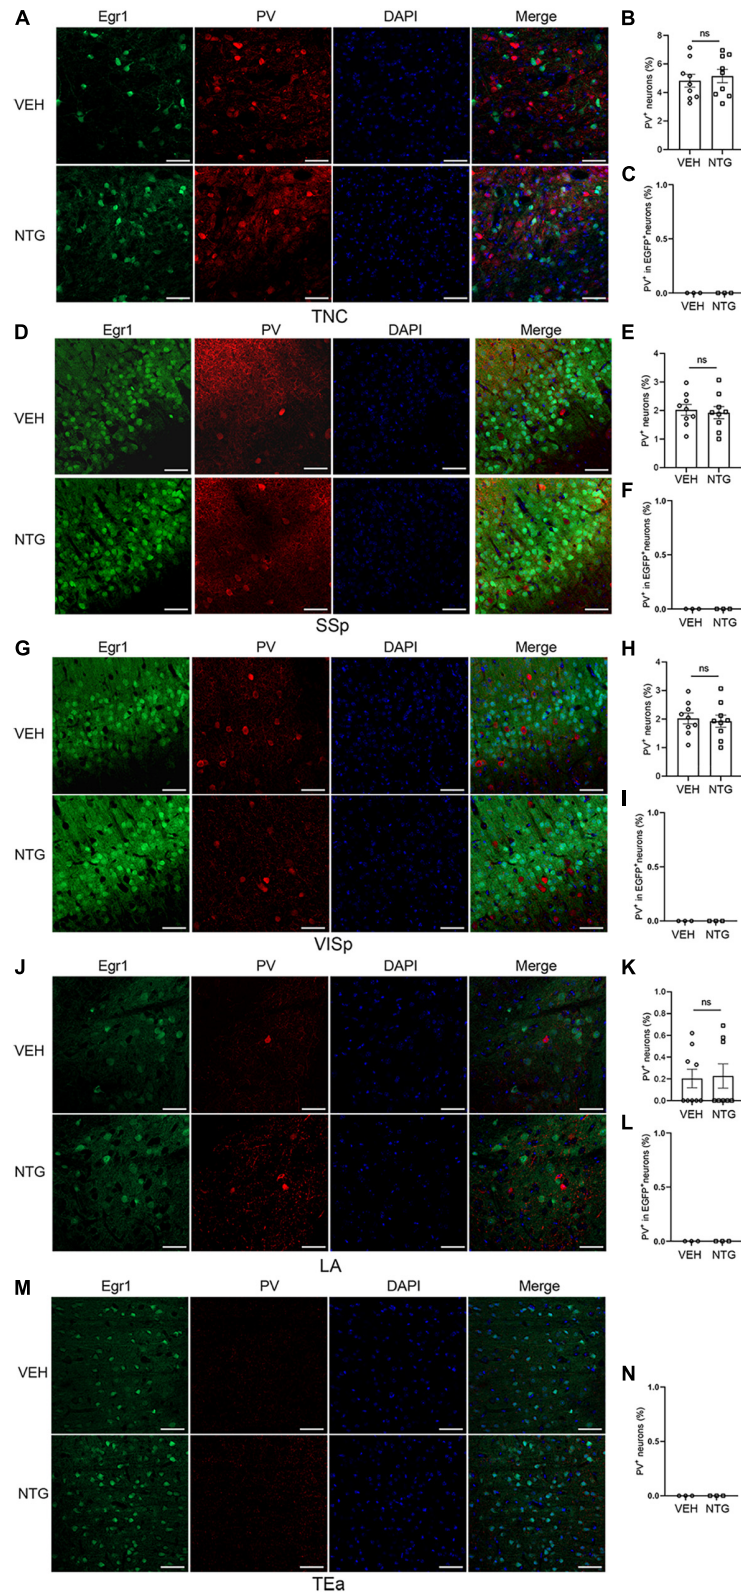 A Egr1 PV DAPI Merge
VEH
NTG
TNC
B
PV+ neurons (%)
8
6
4
2
0
ns
VEH NTG
C
PV+ in EGFP+neurons (%)
1.0
0.5
0.0
VEH NTG
D Egr1 PV DAPI Merge
VEH
NTG
SSp
E
PV+ neurons (%)
4
3
2
1
0
ns
VEH NTG
F
PV+ in EGFP+neurons (%)
1.0
0.5
0.0
VEH NTG
G Egr1 PV DAPI Merge
VEH
NTG
VISp
H
PV+ neurons (%)
4
3
2
1
0
ns
VEH NTG
I
PV+ in EGFP+neurons (%)
1.0
0.5
0.0
VEH NTG
J Egr1 PV DAPI Merge
VEH
NTG
LA
K
PV+ neurons (%)
1.0
0.8
0.6
0.4
0.2
0.0
ns
VEH NTG
L
PV+ in EGFP+neurons (%)
1.0
0.5
0.0
VEH NTG
M Egr1 PV DAPI Merge
VEH
NTG
TEa
N
PV+ neurons (%)
1.0
0.5
0.0
VEH NTG